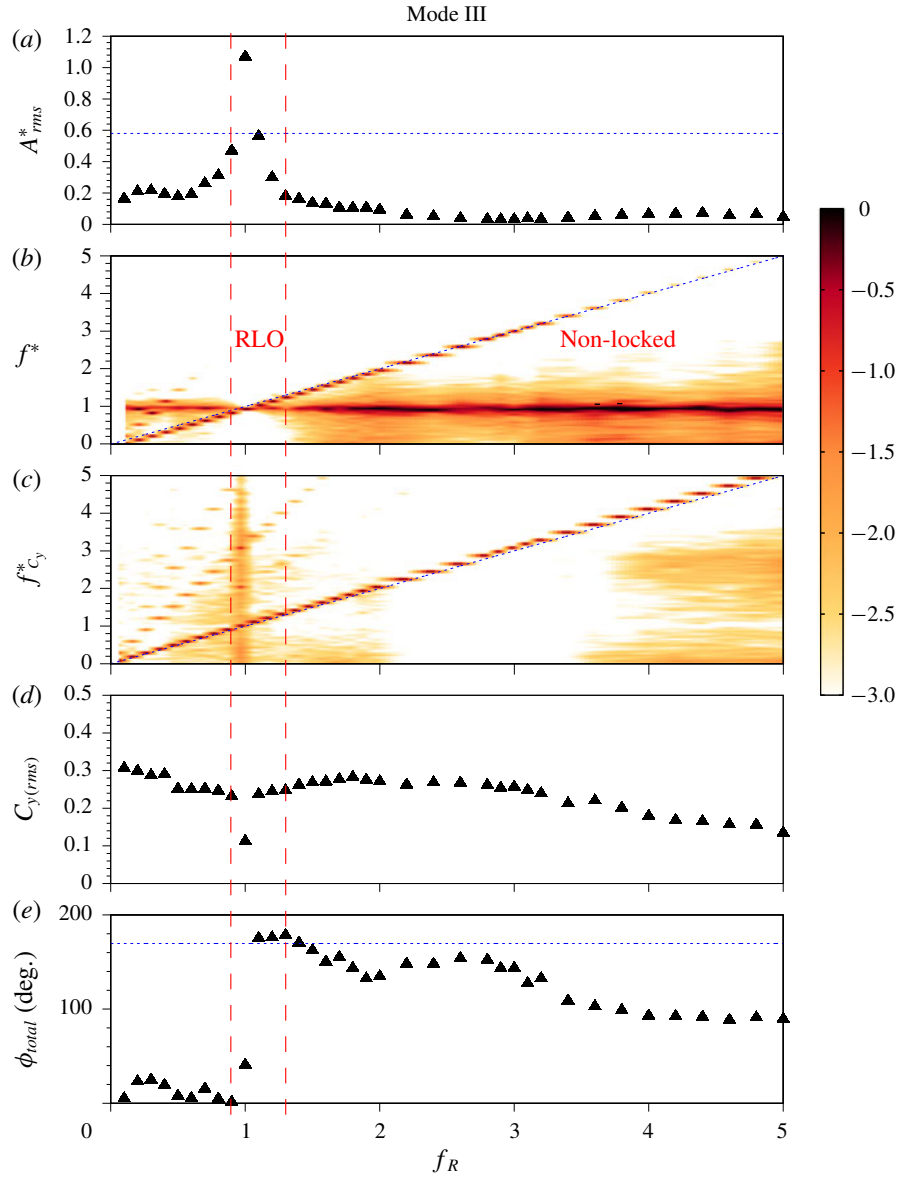 Mode III
(a)
1.2
1.0
0.8
0.6
0.4
0.2
0
A*rms
(b)
5
4
3
2
1
0
f*
RLO
Non-locked
(c)
5
4
3
2
1
0
f*Cy
(d)
0.5
0.4
0.3
0.2
0.1
0
Cy(rms)
(e)
200
100
ϕtotal (deg.)
0 1 2 3 4 5
fR
0
−0.5
−1.0
−1.5
−2.0
−2.5
−3.0